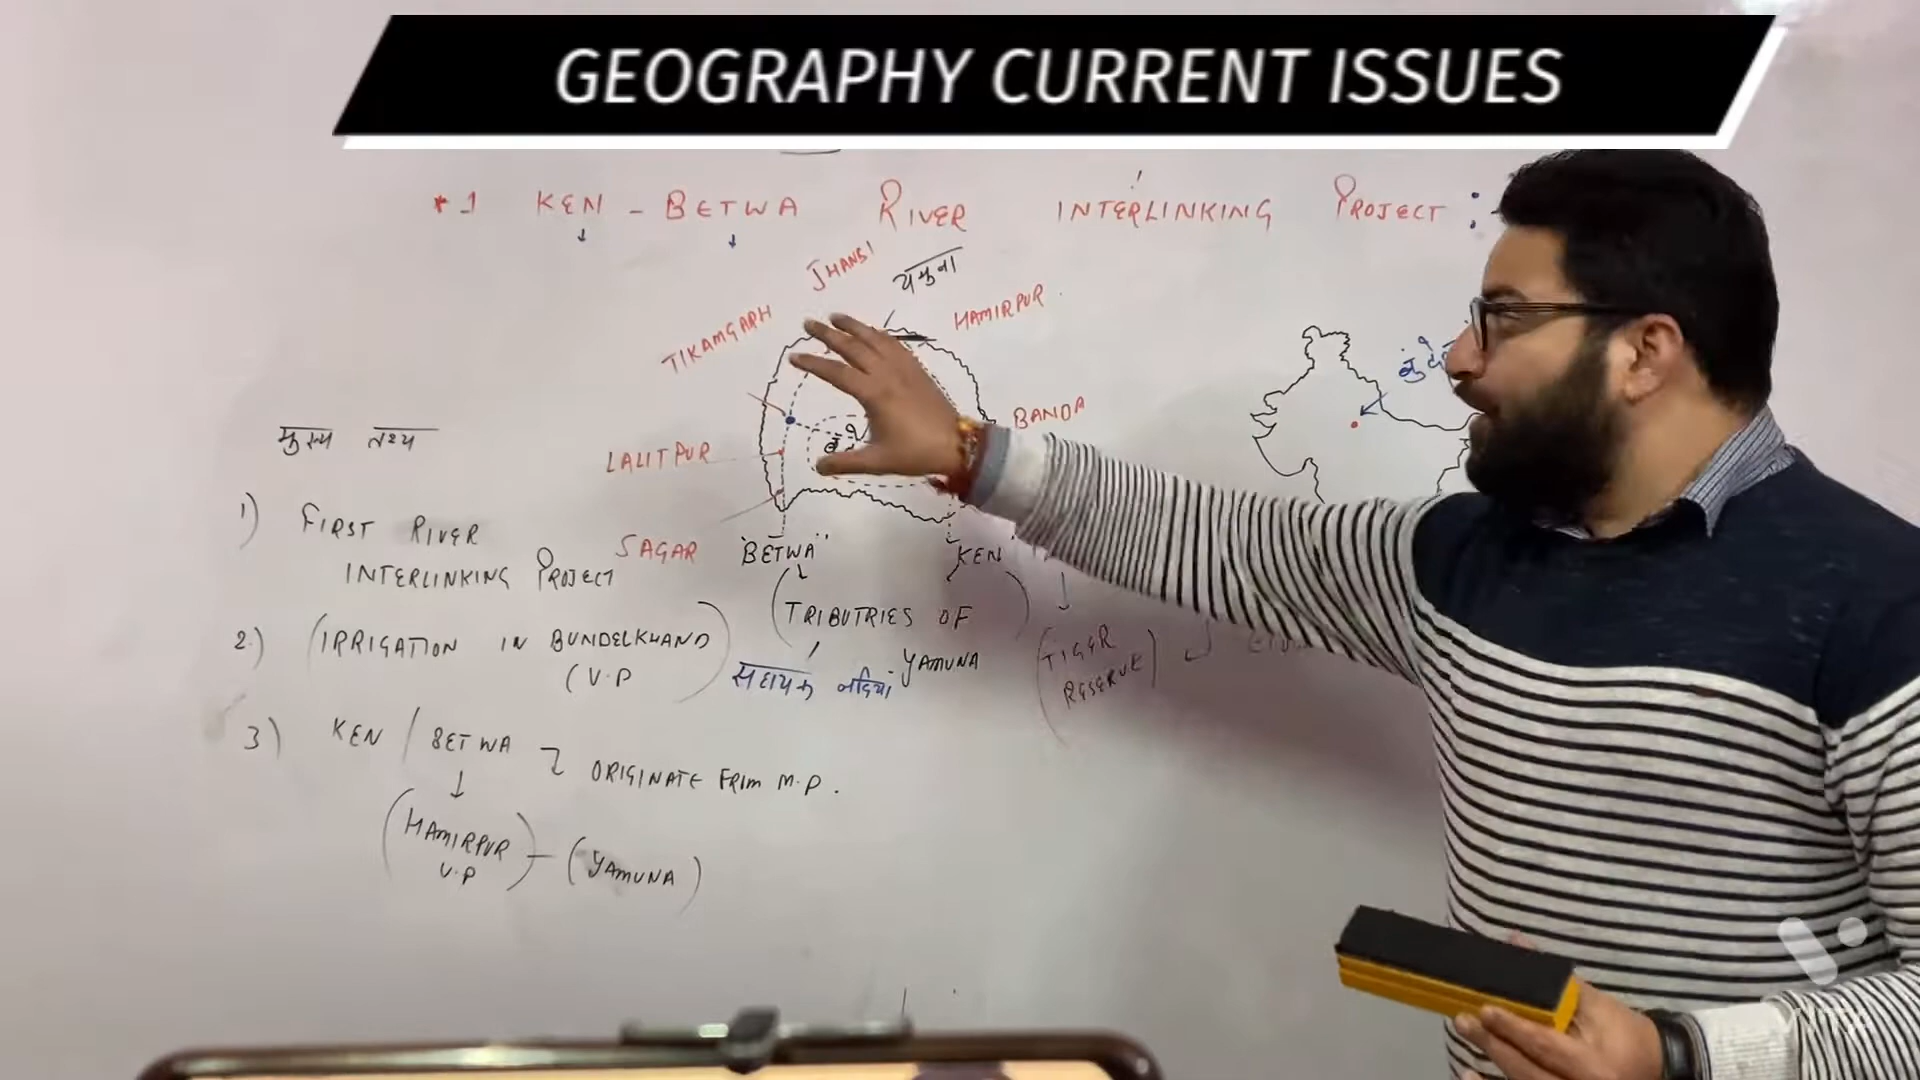 GEOGRAPHY CURRENT ISSUES
*1 KEN - BETWA RIVER INTERLINKING PROJECT :
JHANSI
यमुना
TIKAMGARH
HAMIRPUR
BANDA
मुख्य तथ्य
LALITPUR
1) FIRST RIVER
INTERLINKING PROJECT
SAGAR
"BETWA"
KEN
2) (IRRIGATION IN BUNDELKHAND)
(U.P
(TRIBUTRIES OF
YAMUNA
सहायक नदियां
(TIGER
RESERVE)
3) KEN / BETWA
ORIGINATE FRIM M.P.
(HAMIRPUR
U.P) - (YAMUNA)